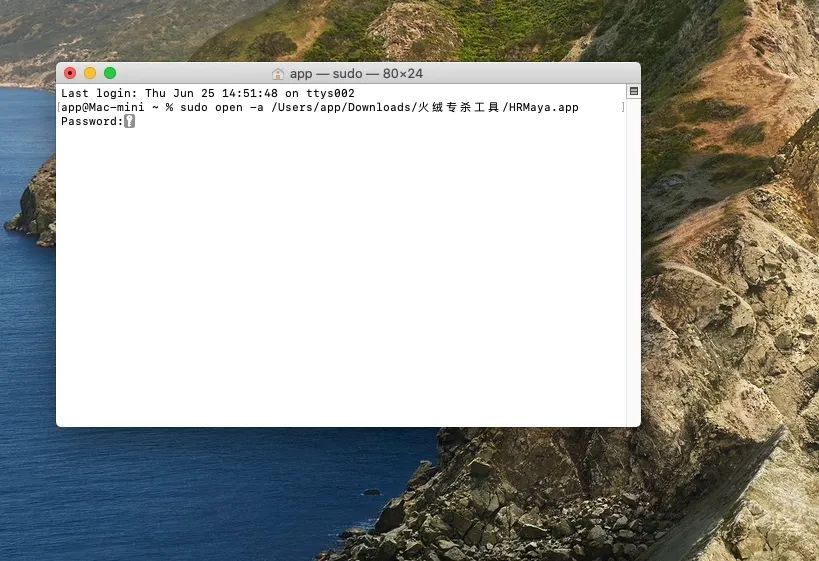 app — sudo — 80×24
Last login: Thu Jun 25 14:51:48 on ttys002
[app@Mac-mini ~ % sudo open -a /Users/app/Downloads/火绒专杀工具/HRMaya.app ]
Password: